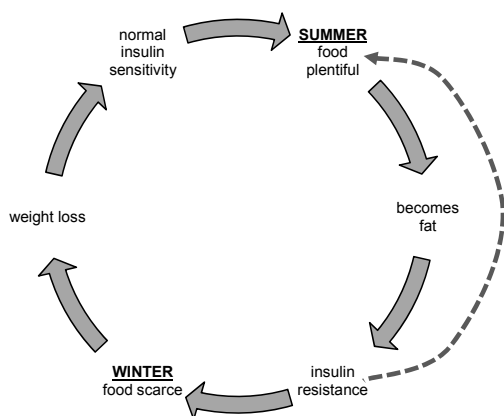 normal
insulin
sensitivity
SUMMER
food
plentiful
becomes
fat
insulin
resistance
WINTER
food scarce
weight loss